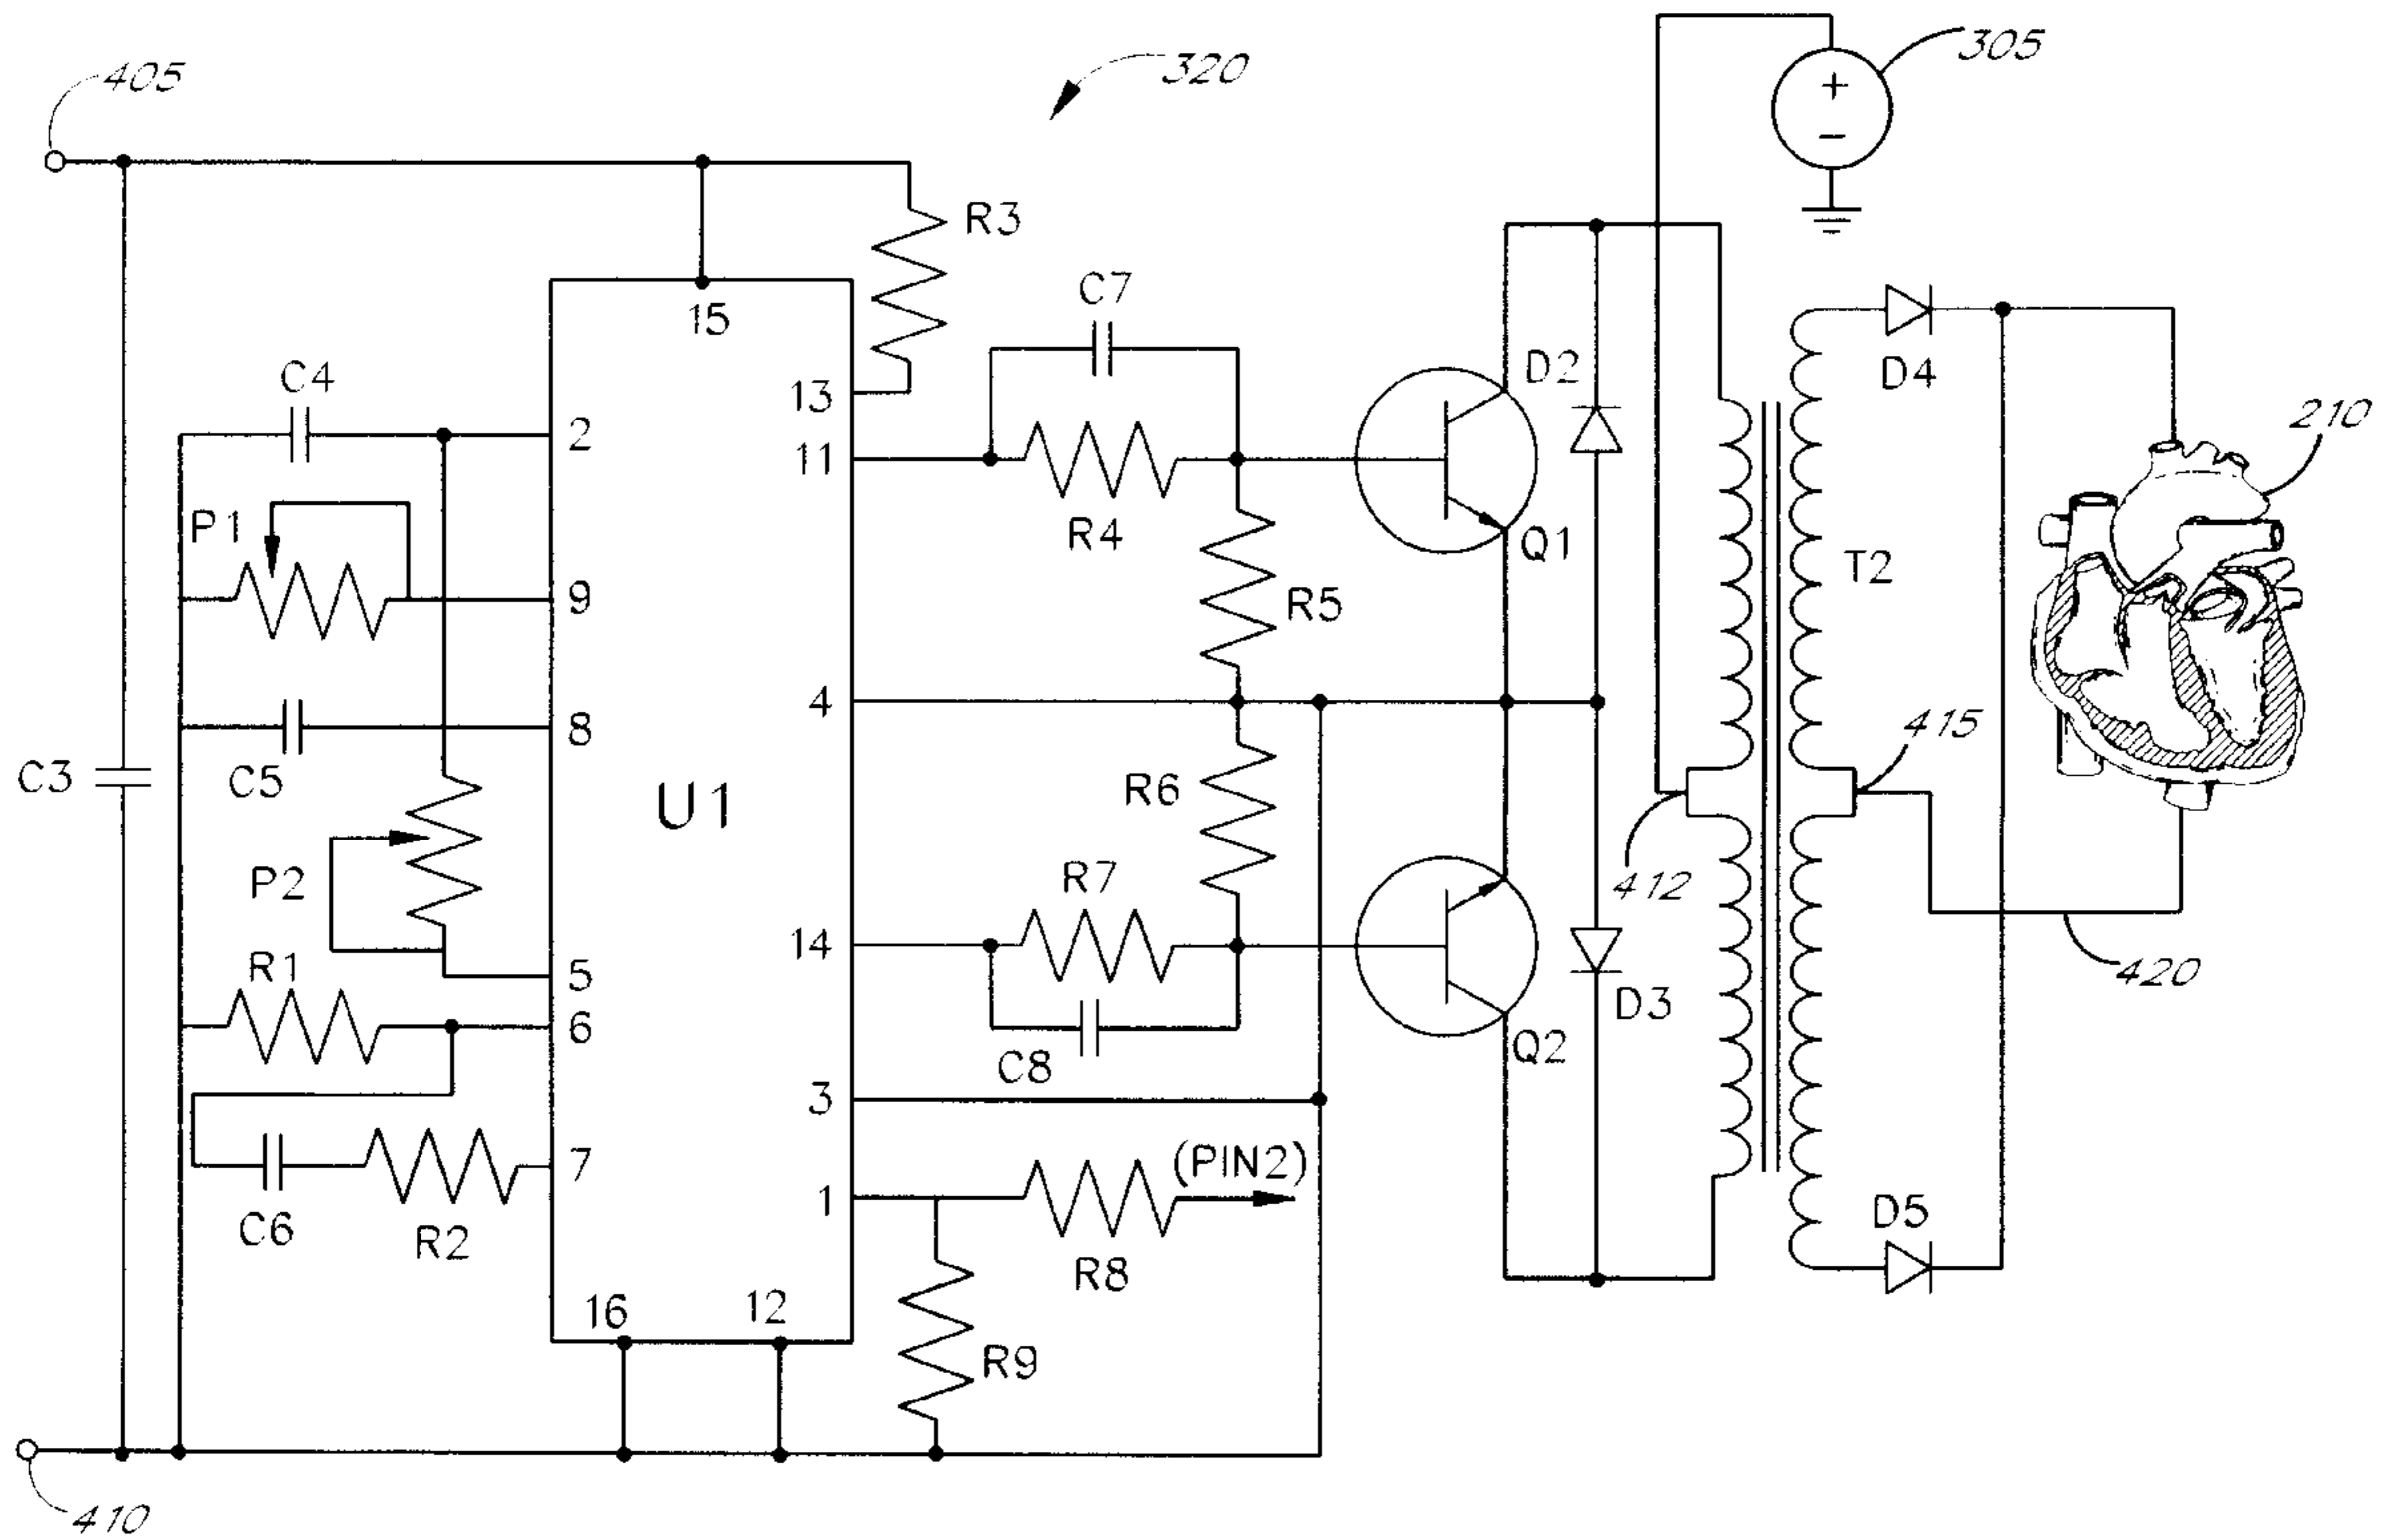 405
320
305
R3
C7
15
D2
C4
13
D4
210
2
11
P1
R4
Q1
T2
9
R5
4
415
8
C3
C5
U1
R6
412
P2
R7
14
420
R1
5
D3
6
C8
Q2
3
(PIN2)
7
1
D5
C6
R2
R8
16
12
R9
410
+
−